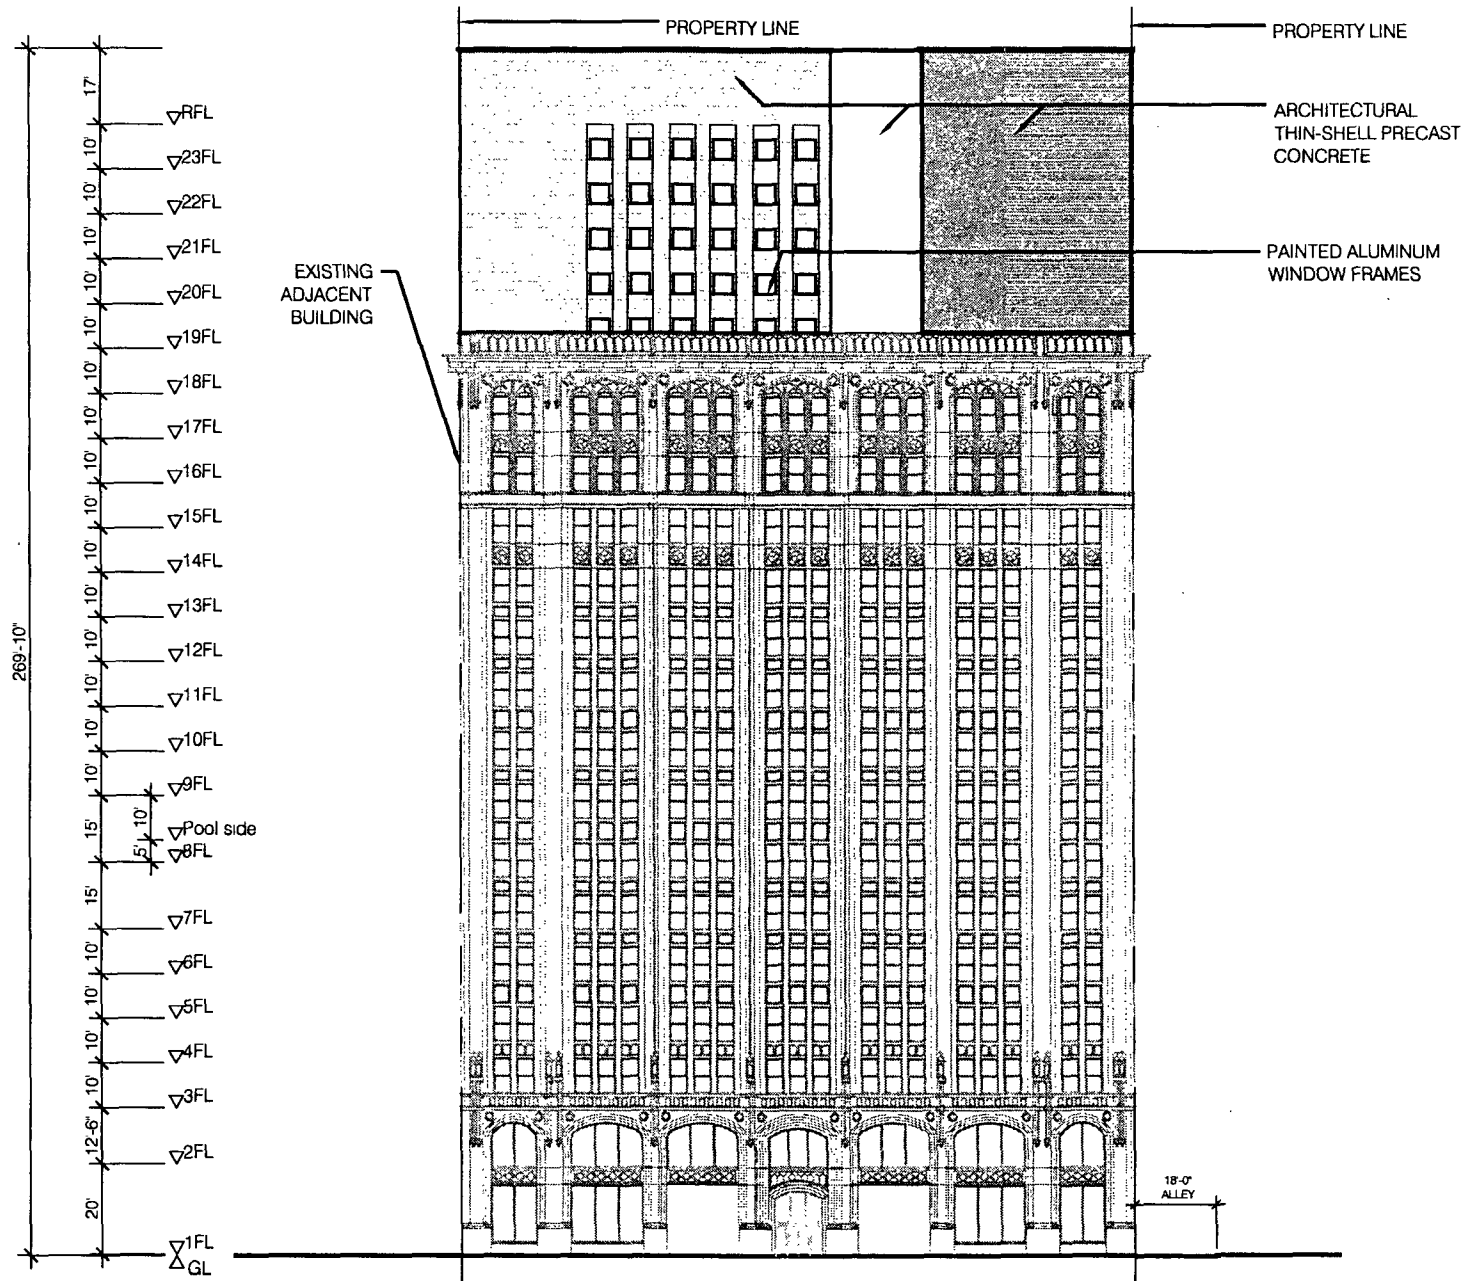 PROPERTY LINE
PROPERTY LINE
ARCHITECTURAL
THIN-SHELL PRECAST
CONCRETE
PAINTED ALUMINUM
WINDOW FRAMES
EXISTING
ADJACENT
BUILDING
17'
RFL
10'
23FL
10'
22FL
10'
21FL
10'
20FL
10'
19FL
10'
18FL
10'
17FL
10'
16FL
10'
15FL
10'
14FL
10'
13FL
10'
12FL
10'
11FL
10'
10FL
10'
9FL
15'
10'
Pool side
5'
8FL
15'
7FL
10'
6FL
10'
5FL
10'
4FL
10'
3FL
12'-6"
2FL
20'
1FL
GL
269'-10"
18'-0"
ALLEY